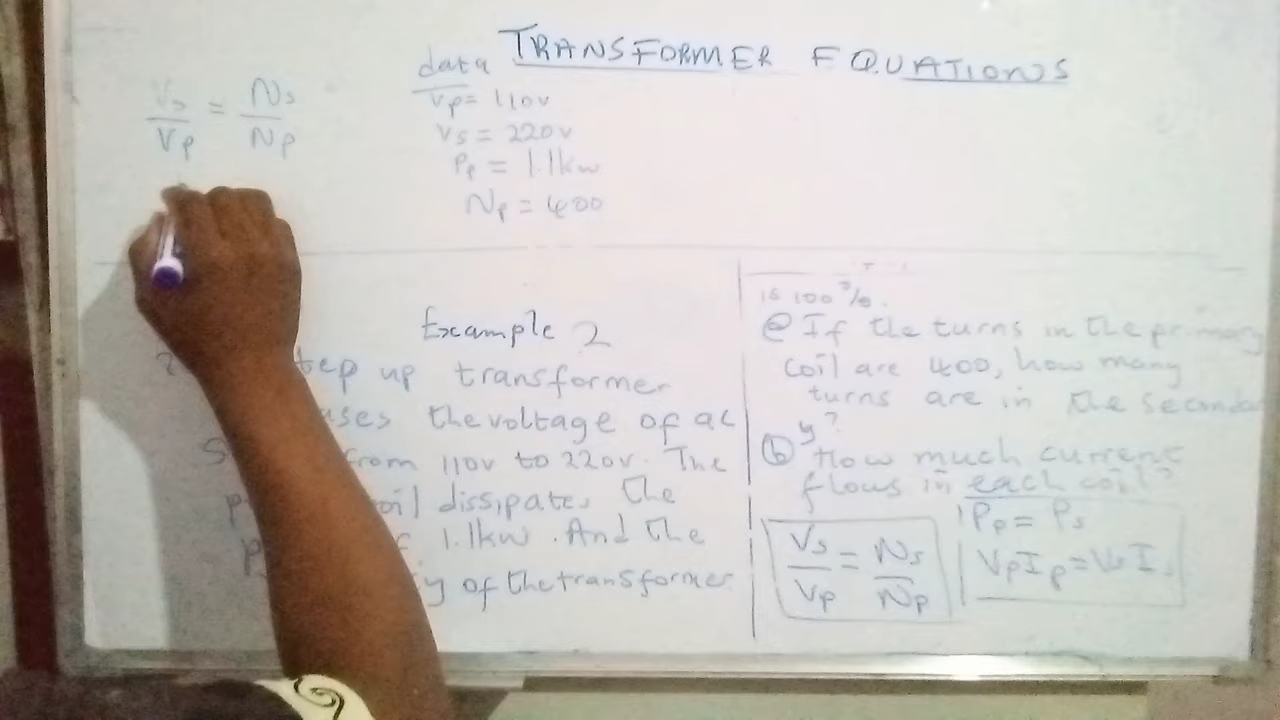 TRANSFORMER EQUATIONS
Vs/Vp = Ns/Np
data
Vp = 110v
Vs = 220v
Pp = 1.1kw
Np = 400
Example 2
tep up transformer
ses the voltage of ac
from 110v to 220v. The
oil dissipates the
1.1kw. And the
y of the transformer
is 100%.
@ If the turns in the primary
coil are 400, how many
turns are in the secondar
y?
(b) How much current
flows in each coil?
Vs/Vp = Ns/Np
Pp = Ps
VpIp = VsIs